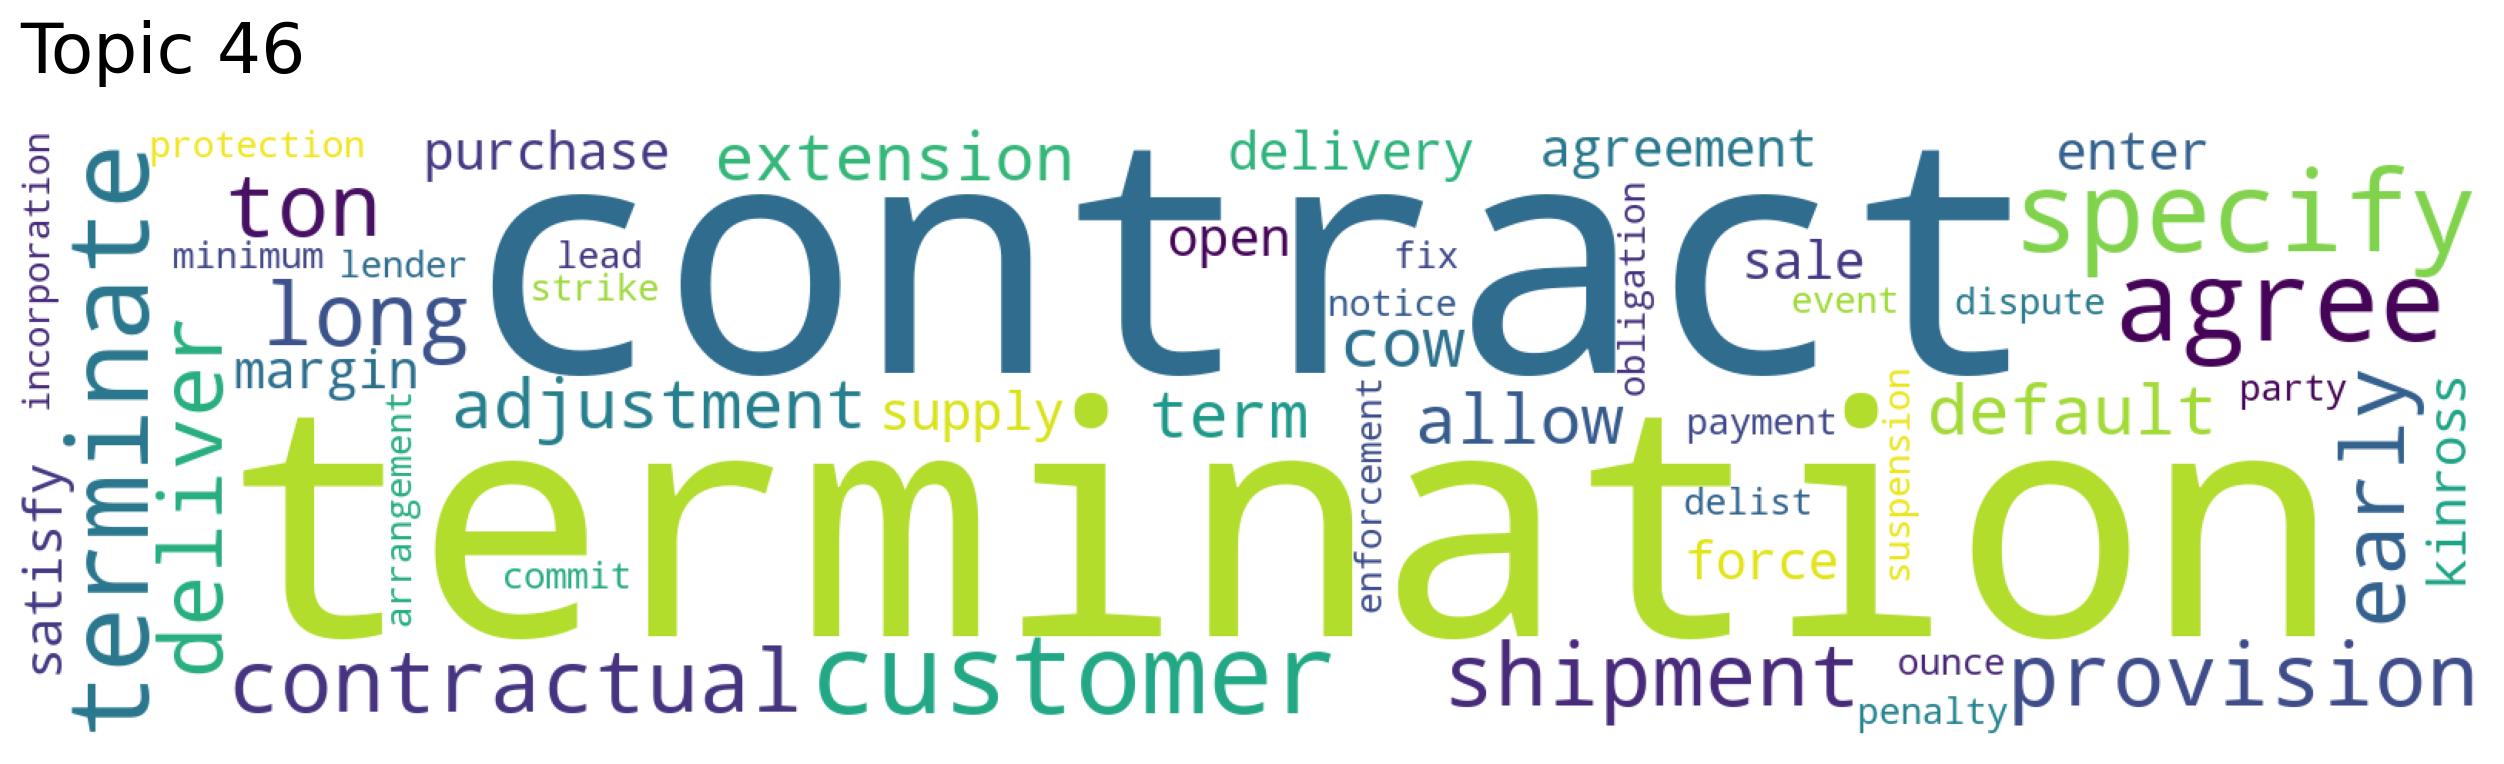 Topic 46
incorporation
protection
purchase
extension
delivery
agreement
enter
terminate
ton
contract
specify
minimum
lender
lead
open
fix
obligation
sale
strike
long
notice
event
dispute
agree
cow
margin
deliver
adjustment
supply
term
allow
payment
default
party
early
kinross
satisfy
arrangement
termination
enforcement
suspension
delist
force
commit
contractual
customer
shipment
ounce
provision
penalty